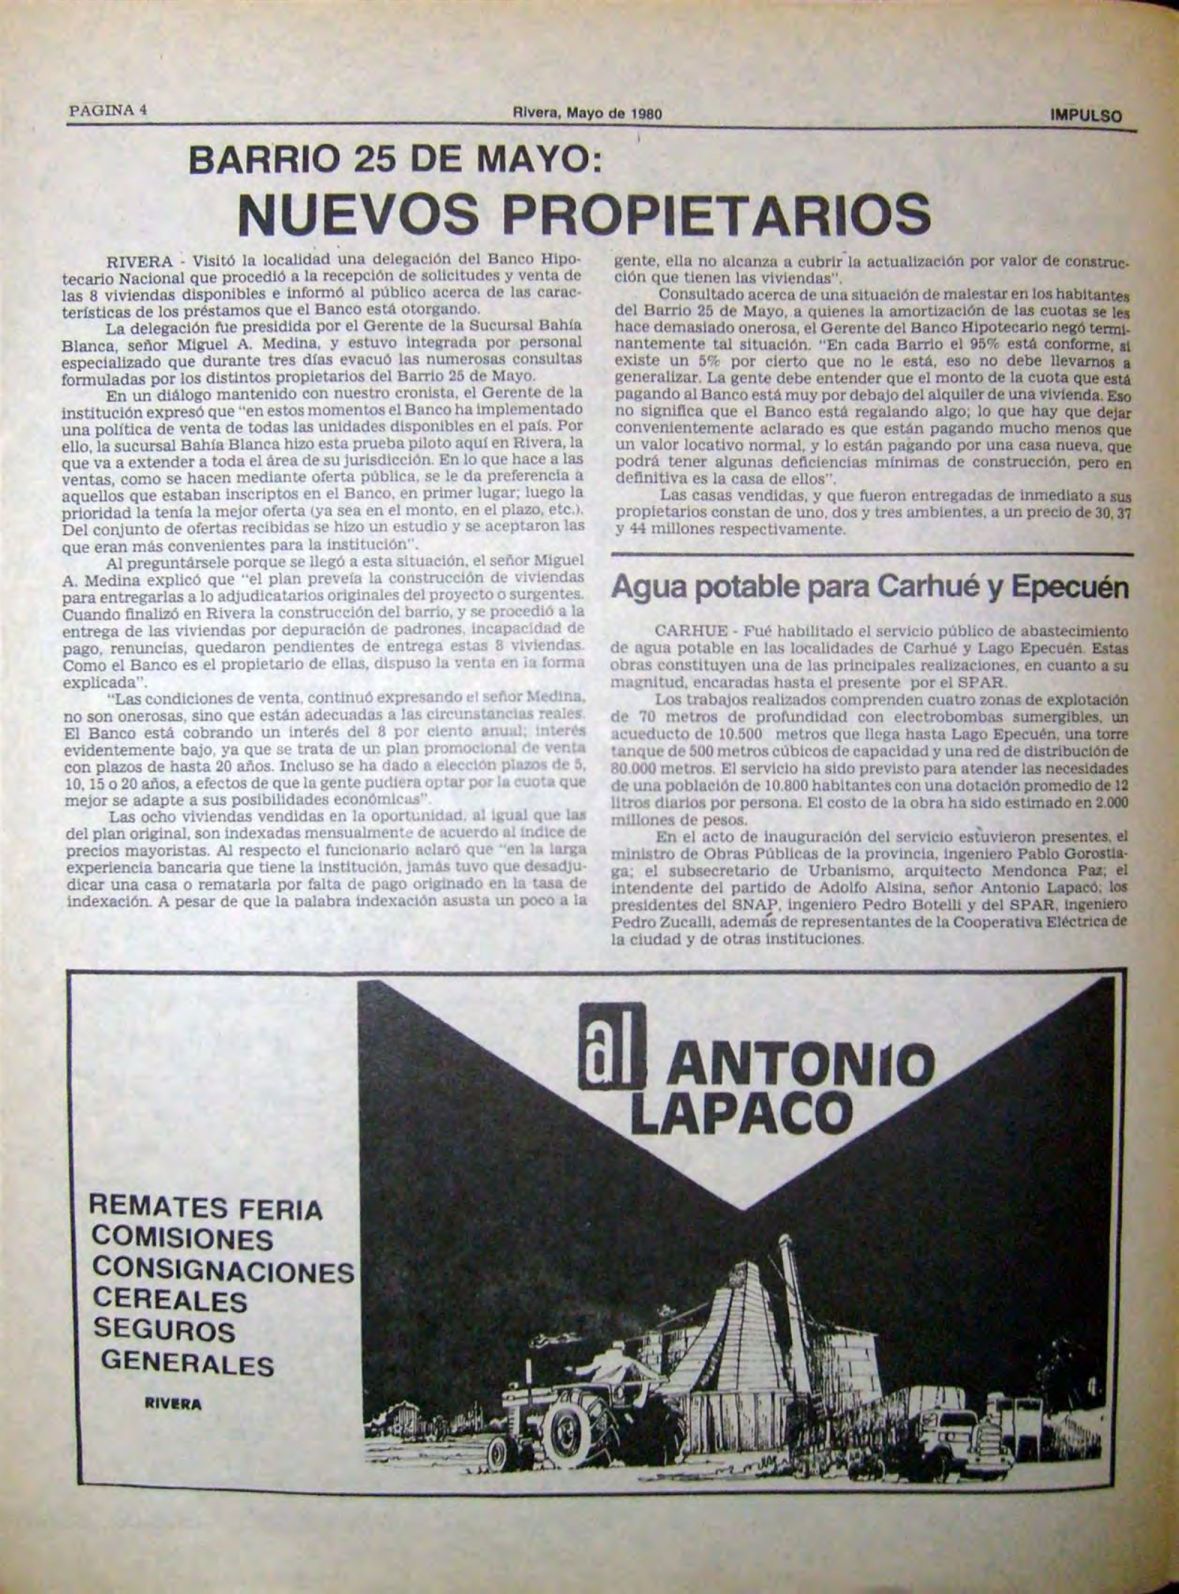 PAGINA 4
Rivera, Mayo de 1980
IMPULSO
BARRIO 25 DE MAYO:
NUEVOS PROPIETARIOS
RIVERA - Visitó la localidad una delegación del Banco Hipo-
tecario Nacional que procedió a la recepción de solicitudes y venta de
las 8 viviendas disponibles e informó al público acerca de las carac-
terísticas de los préstamos que el Banco está otorgando.
La delegación fue presidida por el Gerente de la Sucursal Bahía
Blanca, señor Miguel A. Medina, y estuvo integrada por personal
especializado que durante tres días evacuó las numerosas consultas
formuladas por los distintos propietarios del Barrio 25 de Mayo.
En un diálogo mantenido con nuestro cronista, el Gerente de la
institución expresó que "en estos momentos el Banco ha implementado
una política de venta de todas las unidades disponibles en el país. Por
ello, la sucursal Bahía Blanca hizo esta prueba piloto aquí en Rivera, la
que va a extender a toda el área de su jurisdicción. En lo que hace a las
ventas, como se hacen mediante oferta pública, se le da preferencia a
aquellos que estaban inscriptos en el Banco, en primer lugar; luego la
prioridad la tenía la mejor oferta (ya sea en el monto, en el plazo, etc.).
Del conjunto de ofertas recibidas se hizo un estudio y se aceptaron las
que eran más convenientes para la institución".
Al preguntársele porque se llegó a esta situación, el señor Miguel
A. Medina explicó que "el plan preveía la construcción de viviendas
para entregarlas a lo adjudicatarios originales del proyecto o surgentes.
Cuando finalizó en Rivera la construcción del barrio, y se procedió a la
entrega de las viviendas por depuración de padrones, incapacidad de
pago, renuncias, quedaron pendientes de entrega estas 8 viviendas.
Como el Banco es el propietario de ellas, dispuso la venta en la forma
explicada".
"Las condiciones de venta, continuó expresando el señor Medina,
no son onerosas, sino que están adecuadas a las circunstancias reales.
El Banco está cobrando un interés del 8 por ciento anual; interés
evidentemente bajo, ya que se trata de un plan promocional de venta
con plazos de hasta 20 años. Incluso se ha dado a elección plazos de 5,
10, 15 o 20 años, a efectos de que la gente pudiera optar por la cuota que
mejor se adapte a sus posibilidades económicas".
Las ocho viviendas vendidas en la oportunidad, al igual que las
del plan original, son indexadas mensualmente de acuerdo al índice de
precios mayoristas. Al respecto el funcionario aclaró que "en la larga
experiencia bancaria que tiene la institución, jamás tuvo que desadju-
dicar una casa o rematarla por falta de pago originado en la tasa de
indexación. A pesar de que la palabra indexación asusta un poco a la
gente, ella no alcanza a cubrir la actualización por valor de construc-
ción que tienen las viviendas".
Consultado acerca de una situación de malestar en los habitantes
del Barrio 25 de Mayo, a quienes la amortización de las cuotas se les
hace demasiado onerosa, el Gerente del Banco Hipotecario negó termi-
nantemente tal situación. "En cada Barrio el 95% está conforme, si
existe un 5% por cierto que no le está, eso no debe llevarnos a
generalizar. La gente debe entender que el monto de la cuota que está
pagando al Banco está muy por debajo del alquiler de una vivienda. Eso
no significa que el Banco está regalando algo; lo que hay que dejar
convenientemente aclarado es que están pagando mucho menos que
un valor locativo normal, y lo están pagando por una casa nueva, que
podrá tener algunas deficiencias mínimas de construcción, pero en
definitiva es la casa de ellos".
Las casas vendidas, y que fueron entregadas de inmediato a sus
propietarios constan de uno, dos y tres ambientes, a un precio de 30, 37
y 44 millones respectivamente.
Agua potable para Carhué y Epecuén
CARHUE - Fué habilitado el servicio público de abastecimiento
de agua potable en las localidades de Carhué y Lago Epecuén. Estas
obras constituyen una de las principales realizaciones, en cuanto a su
magnitud, encaradas hasta el presente por el SPAR.
Los trabajos realizados comprenden cuatro zonas de explotación
de 70 metros de profundidad con electrobombas sumergibles, un
acueducto de 10.500 metros que llega hasta Lago Epecuén, una torre
tanque de 500 metros cúbicos de capacidad y una red de distribución de
80.000 metros. El servicio ha sido previsto para atender las necesidades
de una población de 10.800 habitantes con una dotación promedio de 12
litros diarios por persona. El costo de la obra ha sido estimado en 2.000
millones de pesos.
En el acto de inauguración del servicio estuvieron presentes, el
ministro de Obras Públicas de la provincia, ingeniero Pablo Gorostia-
ga; el subsecretario de Urbanismo, arquitecto Mendonca Paz; el
intendente del partido de Adolfo Alsina, señor Antonio Lapacó; los
presidentes del SNAP, ingeniero Pedro Botelli y del SPAR, ingeniero
Pedro Zucalli, además de representantes de la Cooperativa Eléctrica de
la ciudad y de otras instituciones.
al ANTONIO
LAPACO
REMATES FERIA
COMISIONES
CONSIGNACIONES
CEREALES
SEGUROS
GENERALES
RIVERA